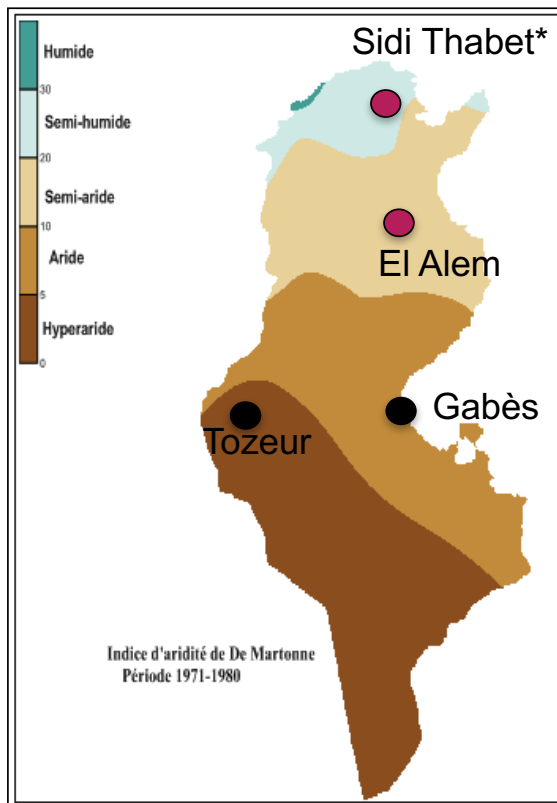 Sidi Thabet*
Humide
30
Semi-humide
20
Semi-aride
10
Aride
5
Hyperaride
0
El Alem
Gabès
Tozeur
Indice d'aridité de De Martonne
Période 1971-1980